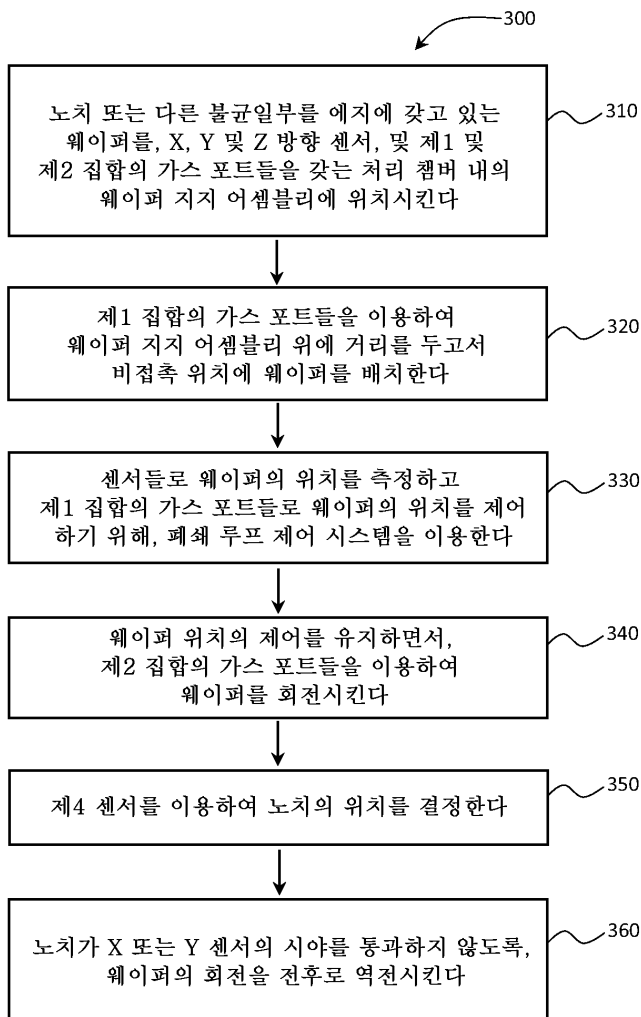 300
노치 또는 다른 불균일부를 에지에 갖고 있는
웨이퍼를, X, Y 및 Z 방향 센서, 및 제1 및
제2 집합의 가스 포트들을 갖는 처리 챔버 내의
웨이퍼 지지 어셈블리에 위치시킨다
310
제1 집합의 가스 포트들을 이용하여
웨이퍼 지지 어셈블리 위에 거리를 두고서
비접촉 위치에 웨이퍼를 배치한다
320
센서들로 웨이퍼의 위치를 측정하고
제1 집합의 가스 포트들로 웨이퍼의 위치를 제어
하기 위해, 폐쇄 루프 제어 시스템을 이용한다
330
웨이퍼 위치의 제어를 유지하면서,
제2 집합의 가스 포트들을 이용하여
웨이퍼를 회전시킨다
340
제4 센서를 이용하여 노치의 위치를 결정한다
350
노치가 X 또는 Y 센서의 시야를 통과하지 않도록,
웨이퍼의 회전을 전후로 역전시킨다
360